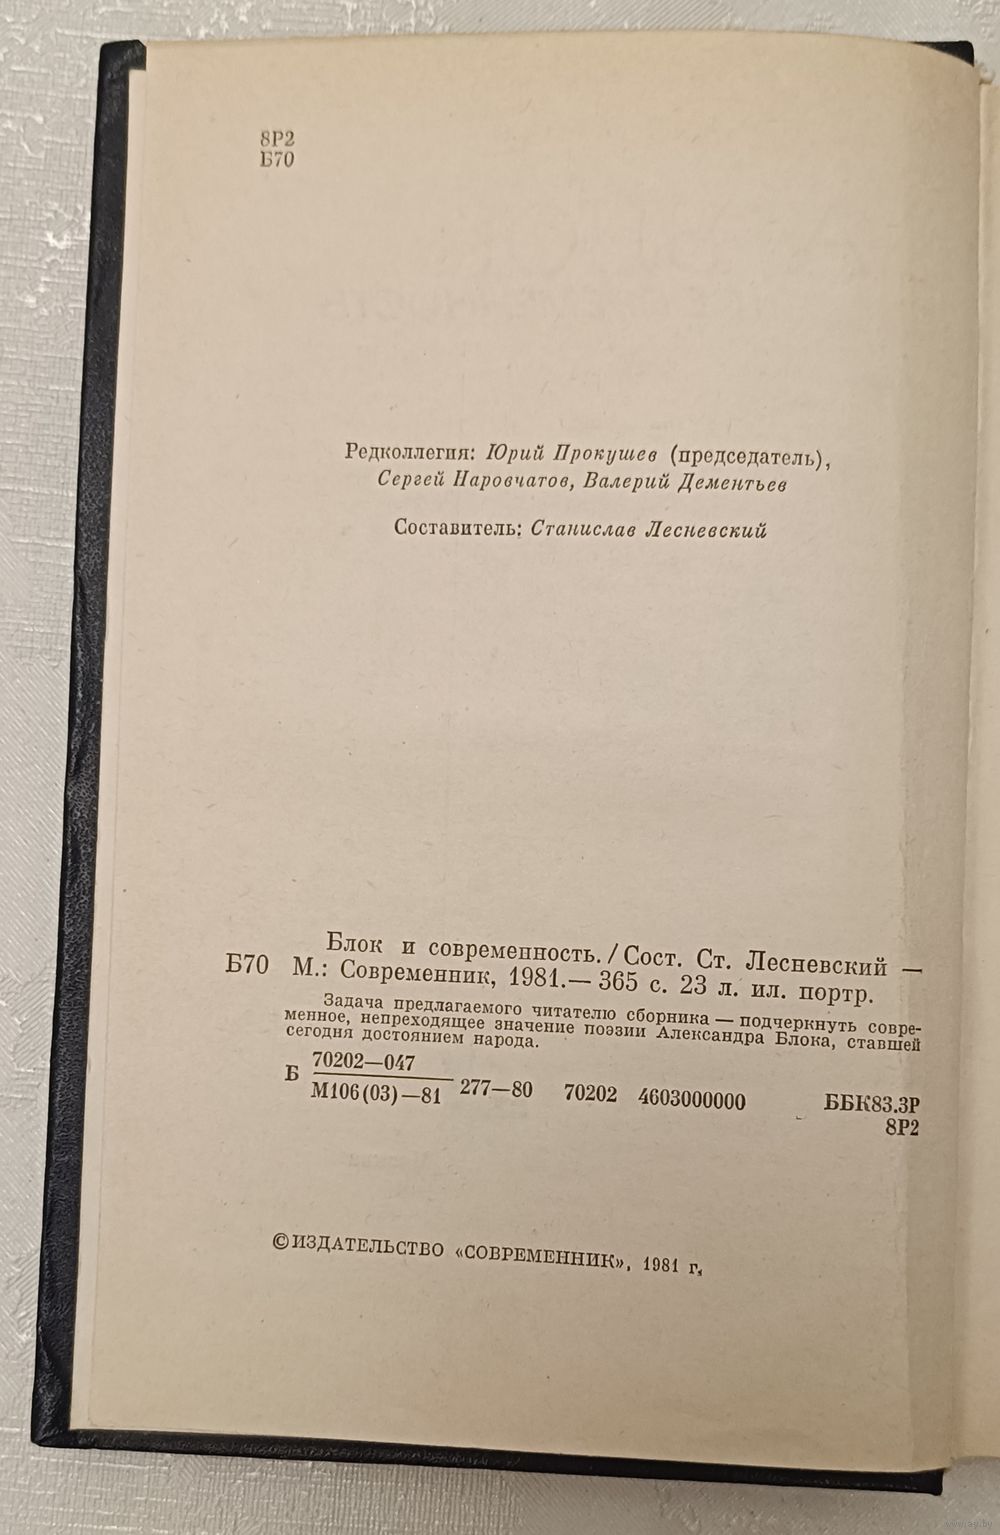 8Р2
Б70
Редколлегия: Юрий Прокушев (председатель),
Сергей Наровчатов, Валерий Дементьев
Составитель: Станислав Лесневский
Блок и современность. / Сост. Ст. Лесневский —
Б70 М.: Современник, 1981.— 365 с. 23 л. ил. портр.
Задача предлагаемого читателю сборника — подчеркнуть совре-
менное, непреходящее значение поэзии Александра Блока, ставшей
сегодня достоянием народа.
Б 70202—047
М106(03)—81 277—80 70202 4603000000 ББК83.3Р
8Р2
© ИЗДАТЕЛЬСТВО «СОВРЕМЕННИК», 1981 г.